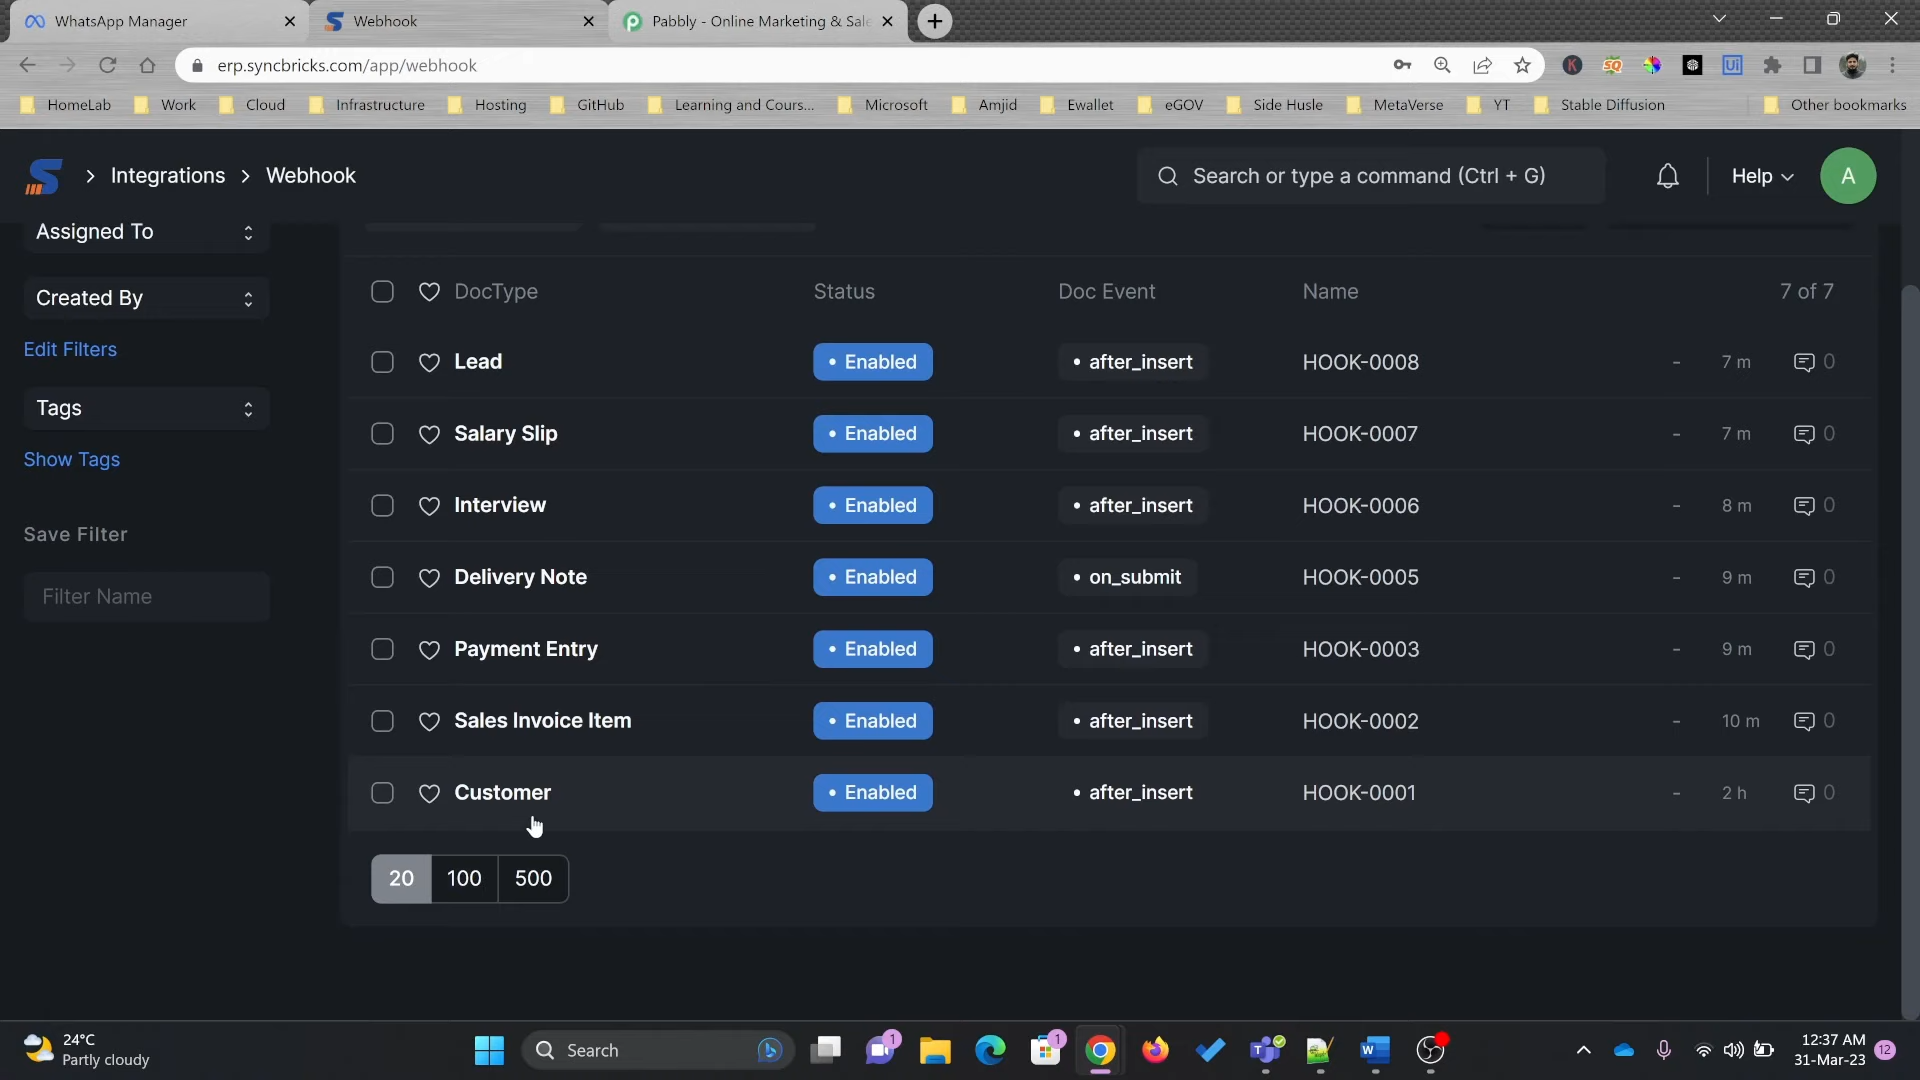 WhatsApp Manager
Webhook
Pabbly - Online Marketing & Sale
erp.syncbricks.com/app/webhook
HomeLab
Work
Cloud
Infrastructure
Hosting
GitHub
Learning and Cours...
Microsoft
Amjid
Ewallet
eGOV
Side Husle
MetaVerse
YT
Stable Diffusion
Other bookmarks
Integrations
Webhook
Search or type a command (Ctrl + G)
Help
A
Assigned To
Created By
Edit Filters
Tags
Show Tags
Save Filter
Filter Name
DocType Status Doc Event Name 7 of 7
Lead Enabled after_insert HOOK-0008 - 7 m 0
Salary Slip Enabled after_insert HOOK-0007 - 7 m 0
Interview Enabled after_insert HOOK-0006 - 8 m 0
Delivery Note Enabled on_submit HOOK-0005 - 9 m 0
Payment Entry Enabled after_insert HOOK-0003 - 9 m 0
Sales Invoice Item Enabled after_insert HOOK-0002 - 10 m 0
Customer Enabled after_insert HOOK-0001 - 2 h 0
20 100 500
24°C
Partly cloudy
Search
1
1
12:37 AM
31-Mar-23
12